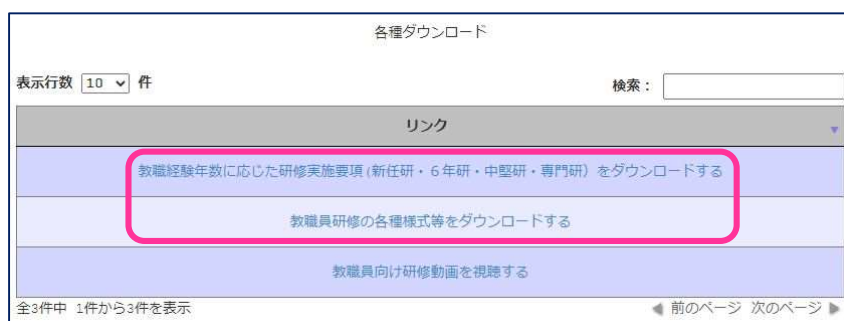 各種ダウンロード
表示行数 10 件 検索：
リンク
教職経験年数に応じた研修実施要項(新任研・６年研・中堅研・専門研）をダウンロードする
教職員研修の各種様式等をダウンロードする
教職員向け研修動画を視聴する
全3件中 1件から3件を表示 前のページ 次のページ